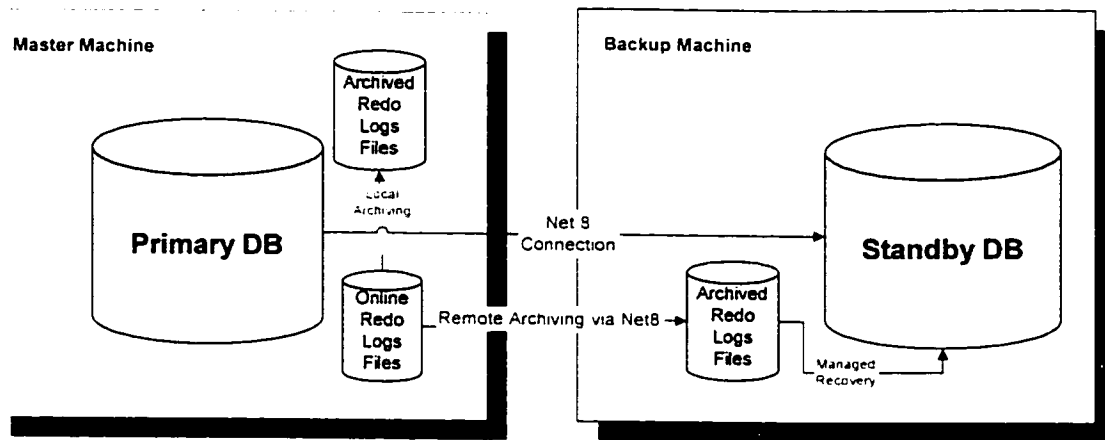 Master Machine
Archived
Redo
Logs
Files
Local
Archiving
Primary DB
Online
Redo
Logs
Files
Net 8
Connection
Remote Archiving via Net8
Backup Machine
Standby DB
Archived
Redo
Logs
Files
Managed
Recovery